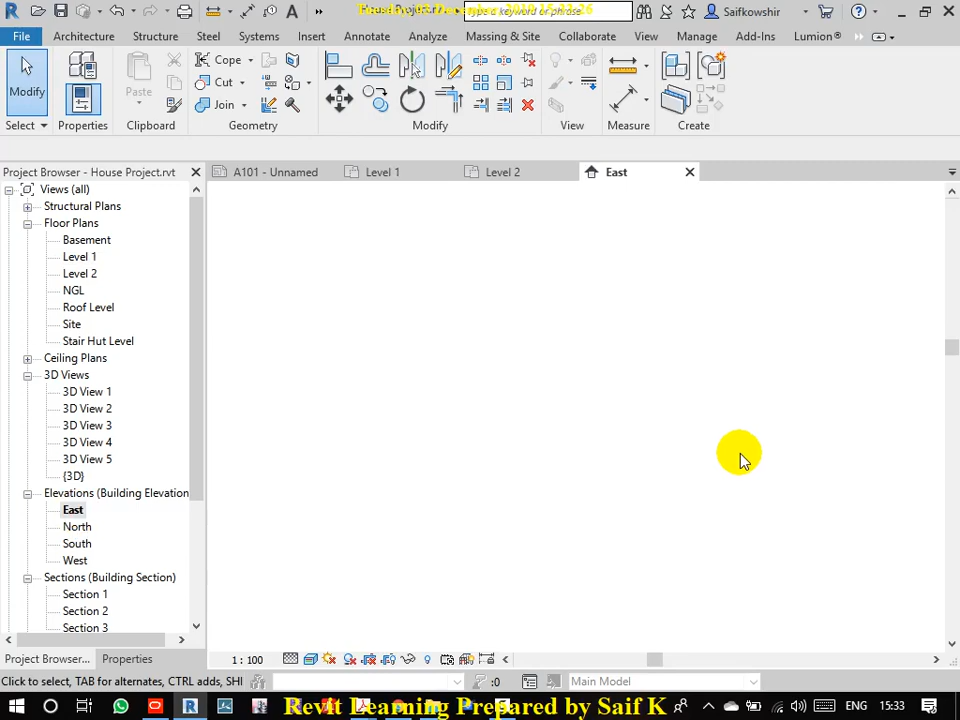 Type a keyword or phrase
Saifkowshir
File
Architecture
Structure
Steel
Systems
Insert
Annotate
Analyze
Massing & Site
Collaborate
View
Manage
Add-Ins
Lumion®
Modify
Paste
Cope
Cut
Join
Select
Properties
Clipboard
Geometry
Modify
View
Measure
Create
Project Browser - House Project.rvt
A101 - Unnamed
Level 1
Level 2
East
Views (all)
Structural Plans
Floor Plans
Basement
Level 1
Level 2
NGL
Roof Level
Site
Stair Hut Level
Ceiling Plans
3D Views
3D View 1
3D View 2
3D View 3
3D View 4
3D View 5
{3D}
Elevations (Building Elevation
East
North
South
West
Sections (Building Section)
Section 1
Section 2
Section 3
Project Browser...
Properties
1 : 100
Click to select, TAB for alternates, CTRL adds, SHI
:0
Main Model
Revit Learning Prepared by Saif K
ENG
15:33